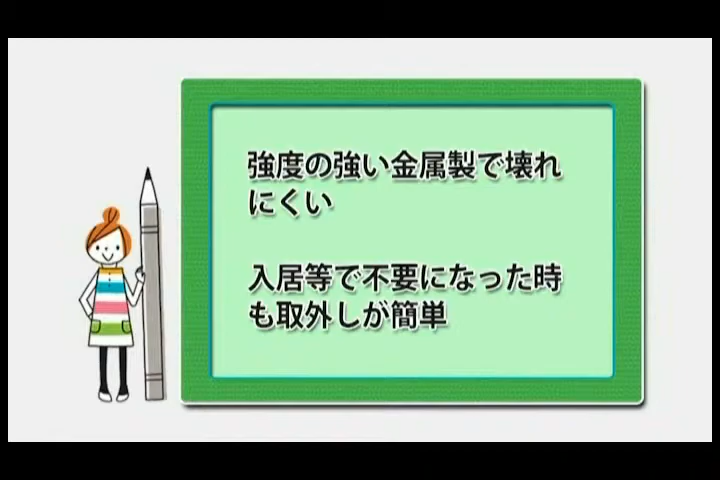 強度の強い金属製で壊れ
にくい
入居等で不要になった時
も取外しが簡単